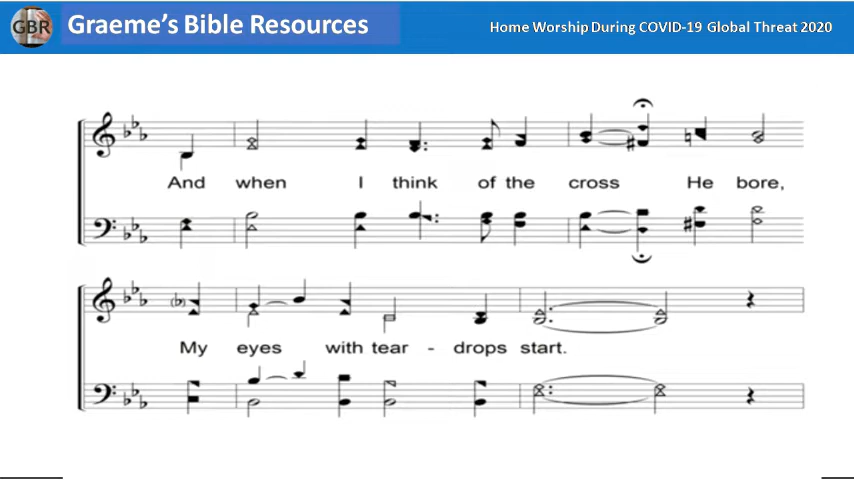 GBR
Graeme's Bible Resources
Home Worship During COVID-19 Global Threat 2020
And when I think of the cross He bore,
My eyes with tear - drops start.